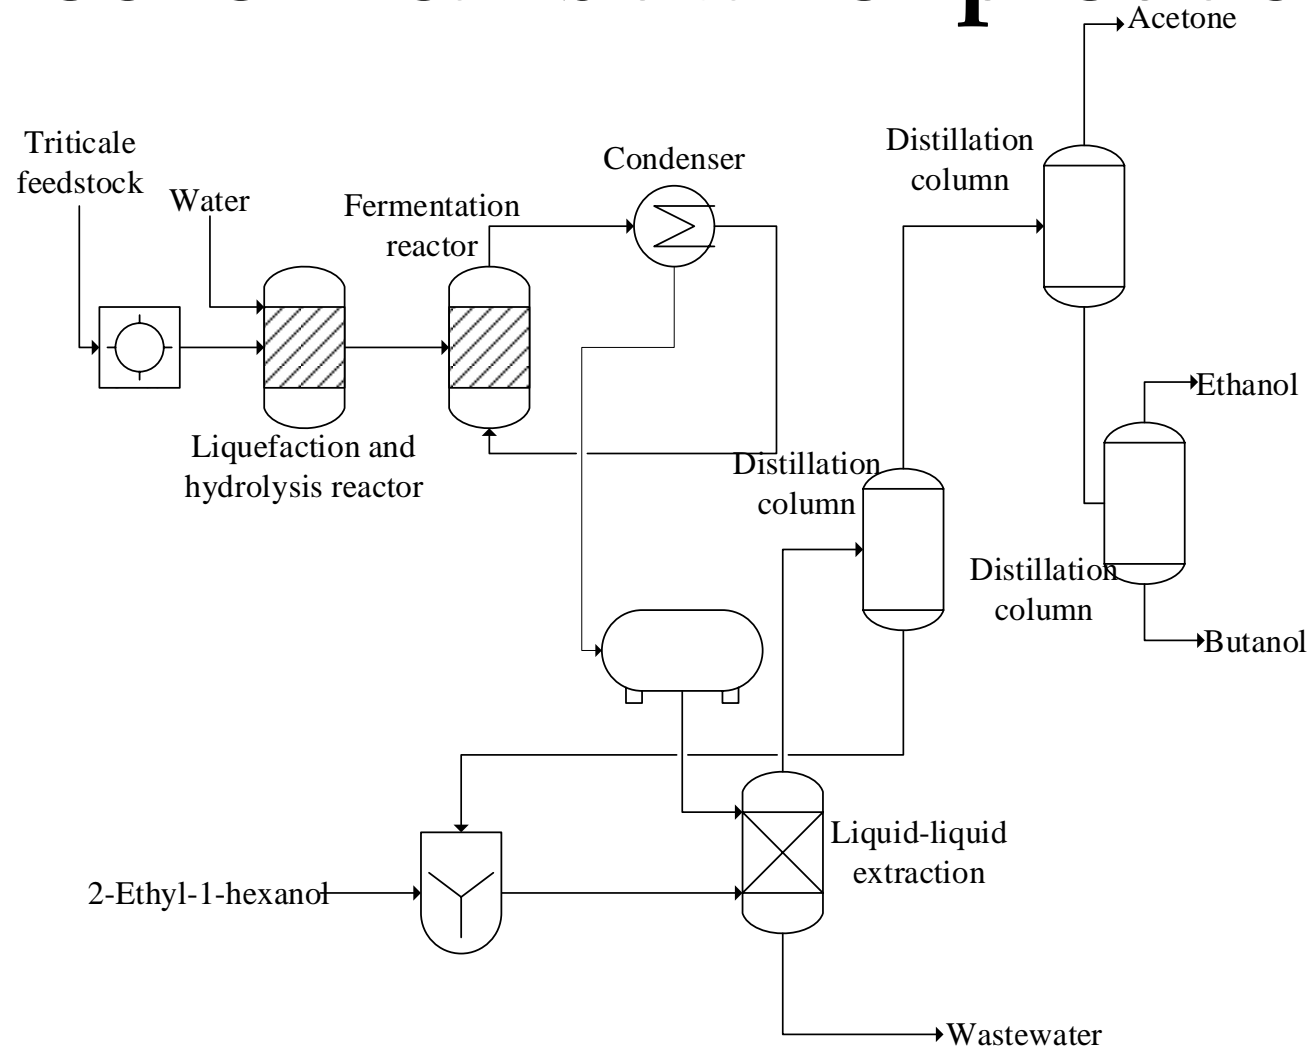 Acetone
Triticale
feedstock
Water
Fermentation
reactor
Condenser
Distillation
column
Liquefaction and
hydrolysis reactor
Ethanol
Distillation
column
Distillation
column
Butanol
Liquid-liquid
extraction
2-Ethyl-1-hexanol
Wastewater